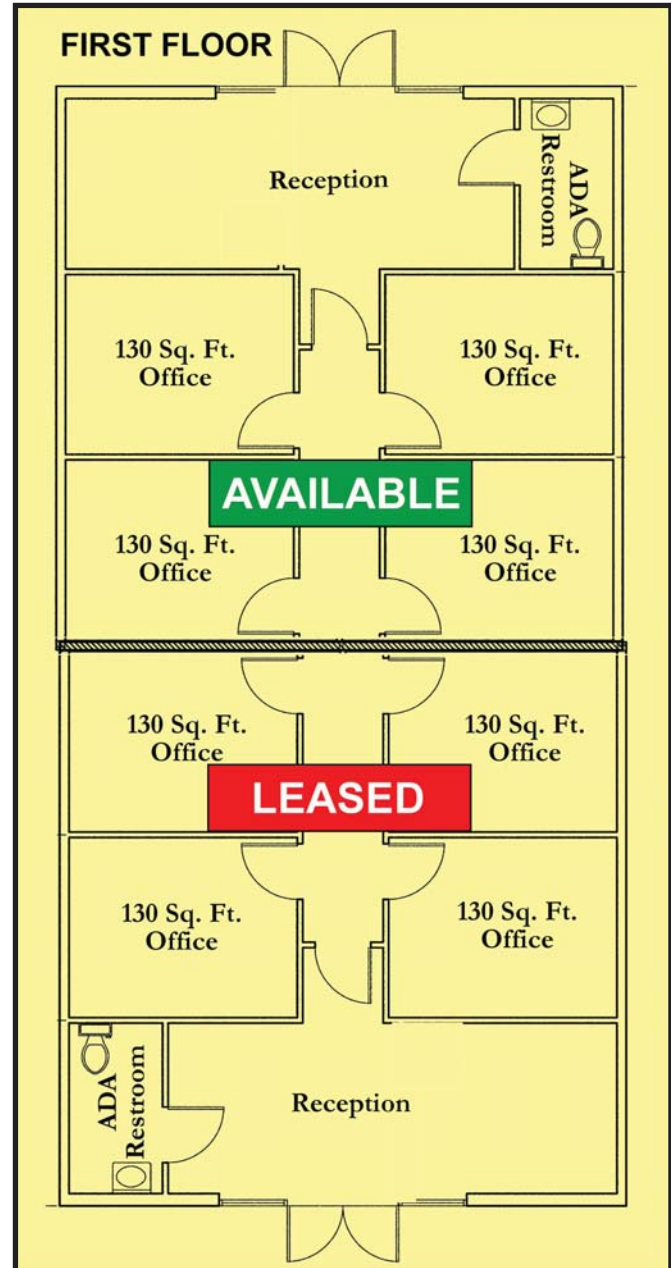 FIRST FLOOR
Reception
ADA
Restroom
130 Sq. Ft.
Office
130 Sq. Ft.
Office
AVAILABLE
130 Sq. Ft.
Office
130 Sq. Ft.
Office
130 Sq. Ft.
Office
130 Sq. Ft.
Office
LEASED
130 Sq. Ft.
Office
130 Sq. Ft.
Office
ADA
Restroom
Reception